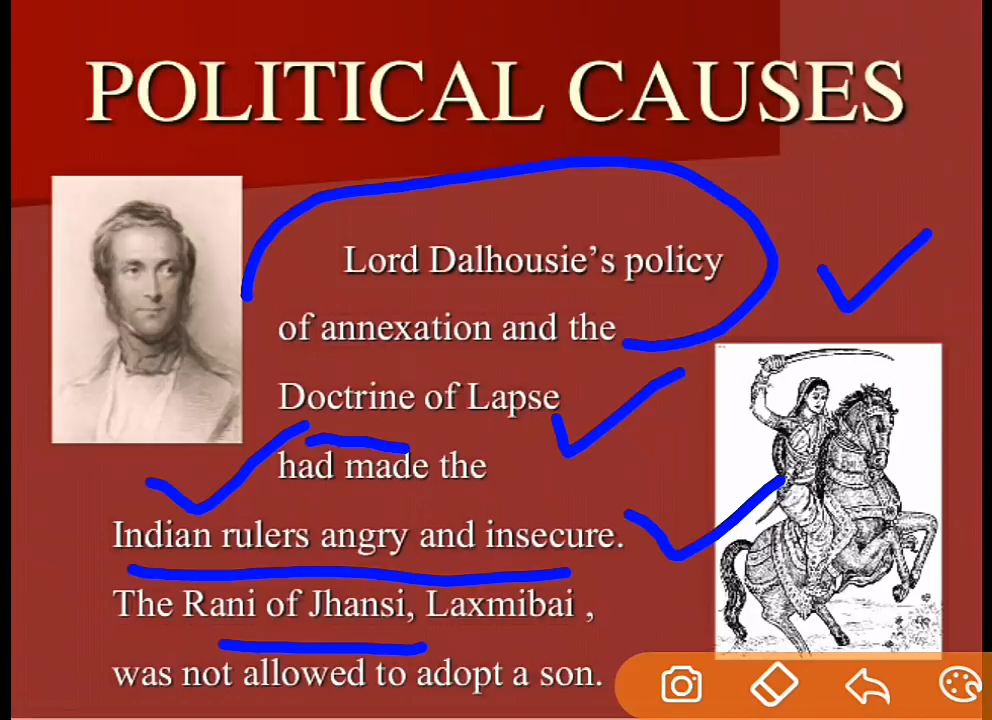 POLITICAL CAUSES
Lord Dalhousie’s policy
of annexation and the
Doctrine of Lapse
had made the
Indian rulers angry and insecure.
The Rani of Jhansi, Laxmibai ,
was not allowed to adopt a son.